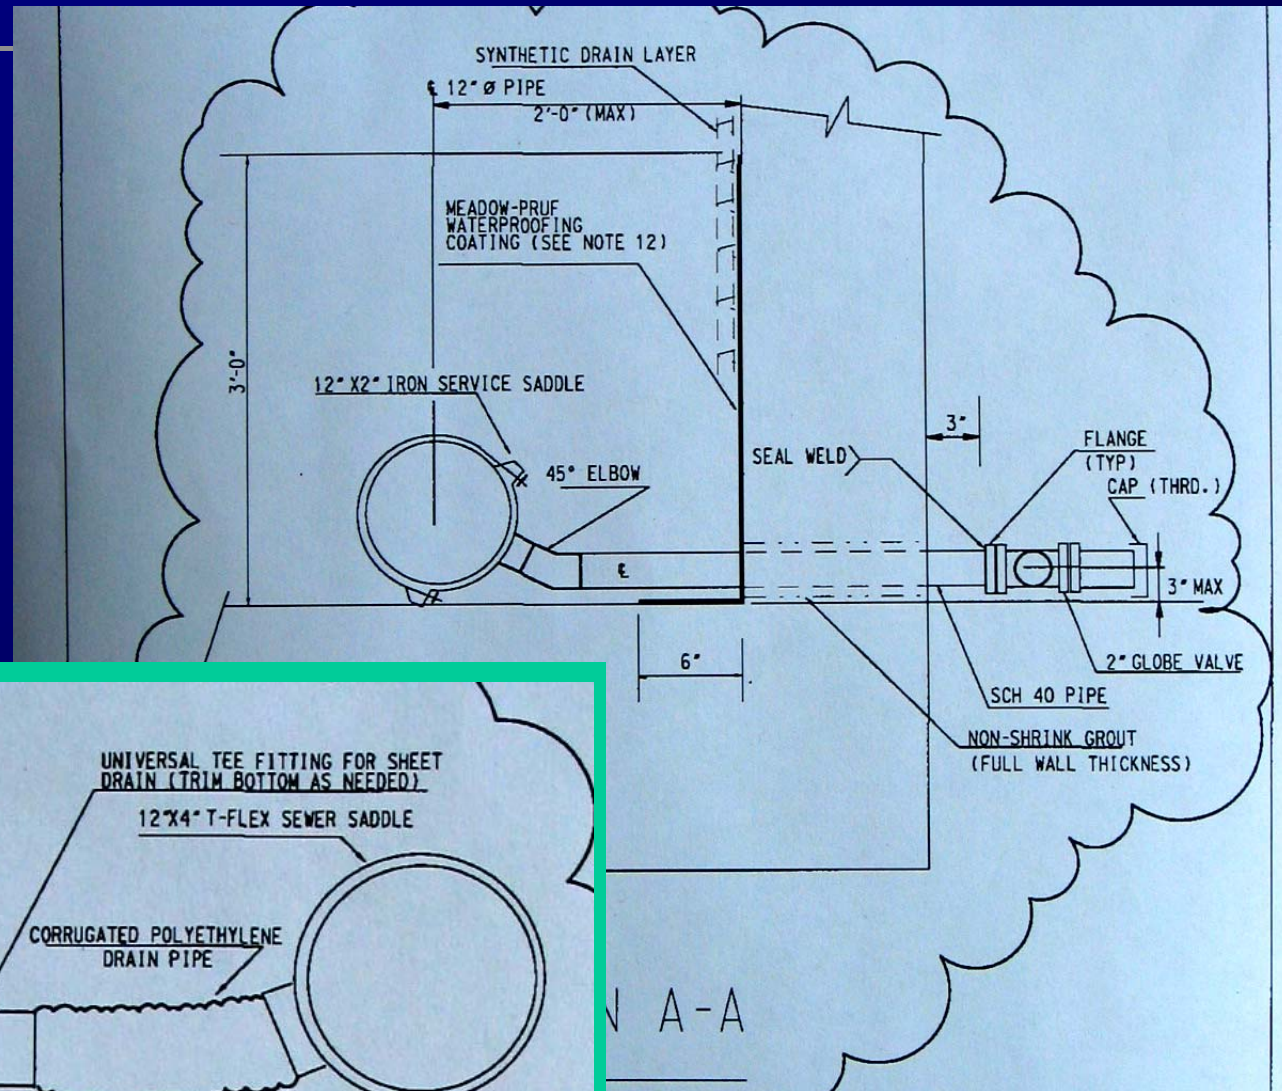 SYNTHETIC DRAIN LAYER
℄ 12" Ø PIPE
2'-0" (MAX)
MEADOW-PRUF
WATERPROOFING
COATING (SEE NOTE 12)
3'-0"
12"X2" IRON SERVICE SADDLE
45° ELBOW
SEAL WELD
3"
FLANGE
(TYP)
CAP (THRD.)
℄
3" MAX
6"
2" GLOBE VALVE
SCH 40 PIPE
NON-SHRINK GROUT
(FULL WALL THICKNESS)
UNIVERSAL TEE FITTING FOR SHEET
DRAIN (TRIM BOTTOM AS NEEDED)
12"X4" T-FLEX SEWER SADDLE
CORRUGATED POLYETHYLENE
DRAIN PIPE
A-A